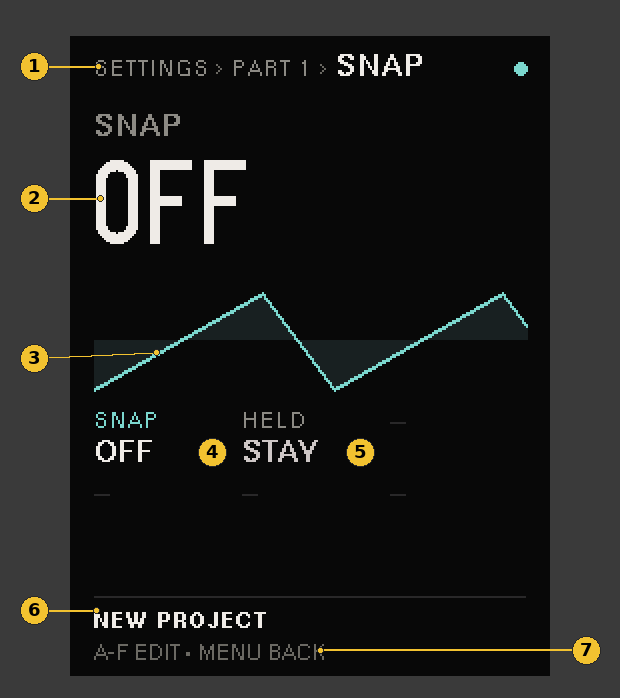 1 SETTINGS › PART 1 › SNAP
SNAP
2 OFF
3
SNAP HELD —
OFF 4 STAY 5
— — —
6 NEW PROJECT
A-F EDIT · MENU BACK 7